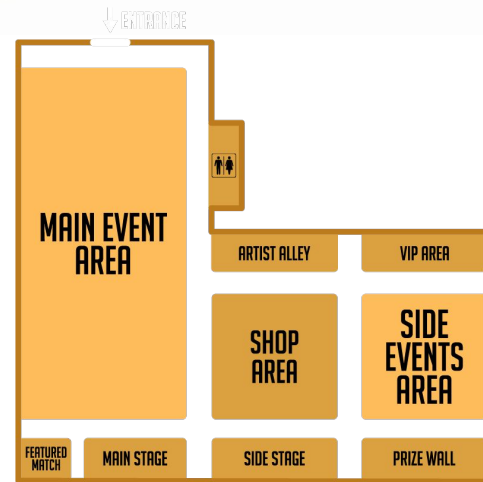 ENTRANCE
MAIN EVENT
AREA
ARTIST ALLEY
VIP AREA
SHOP
AREA
SIDE
EVENTS
AREA
FEATURED
MATCH
MAIN STAGE
SIDE STAGE
PRIZE WALL